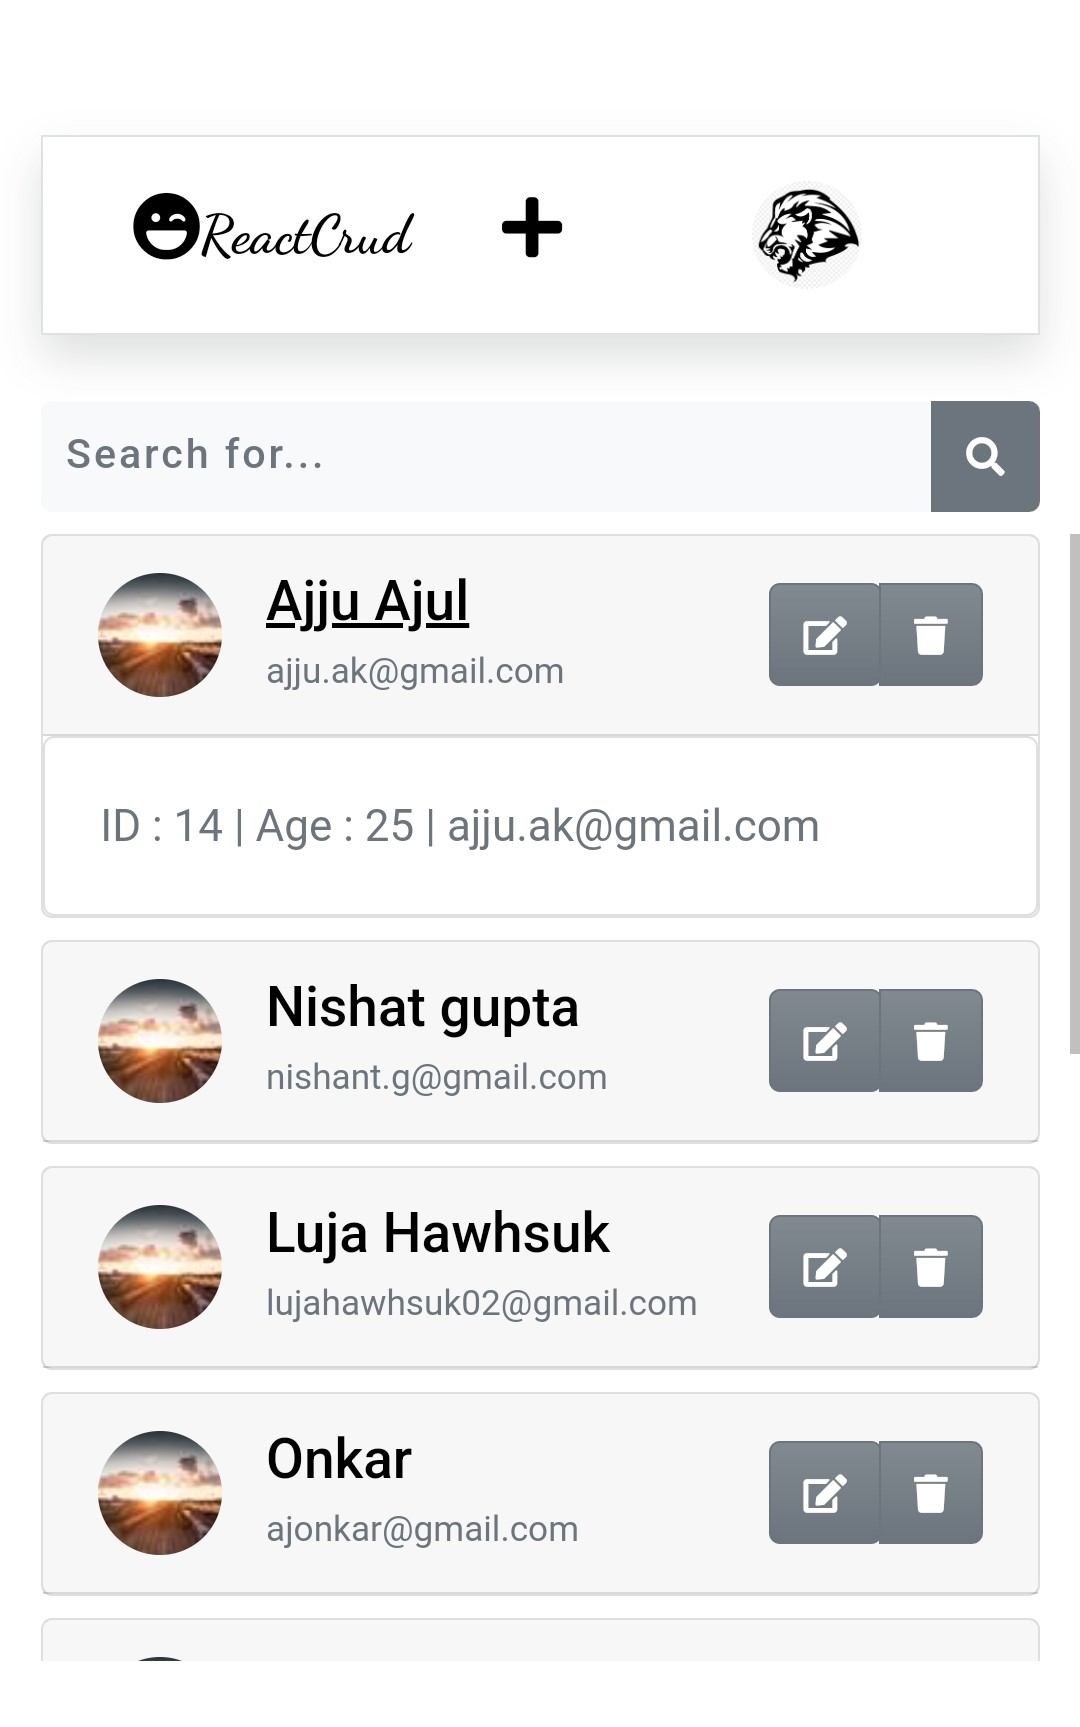 ReactCrud
Search for...
Ajju Ajul
ajju.ak@gmail.com
ID : 14 | Age : 25 | ajju.ak@gmail.com
Nishat gupta
nishant.g@gmail.com
Luja Hawhsuk
lujahawhsuk02@gmail.com
Onkar
ajonkar@gmail.com